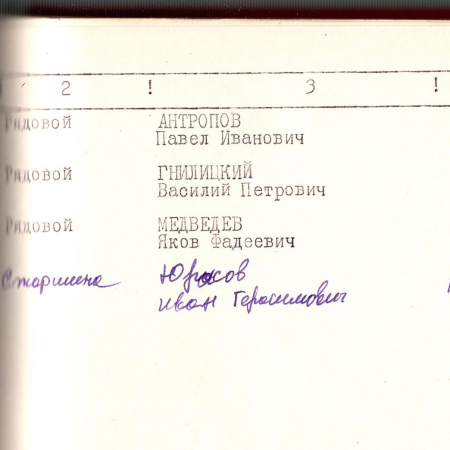 2 ! 3 !
Рядовой АНТРОПОВ
Павел Иванович
Рядовой ГНИЛИЦКИЙ
Василий Петрович
Рядовой МЕДВЕДЕВ
Яков Фадеевич
Старшина Юрасов
Иван Герасимович